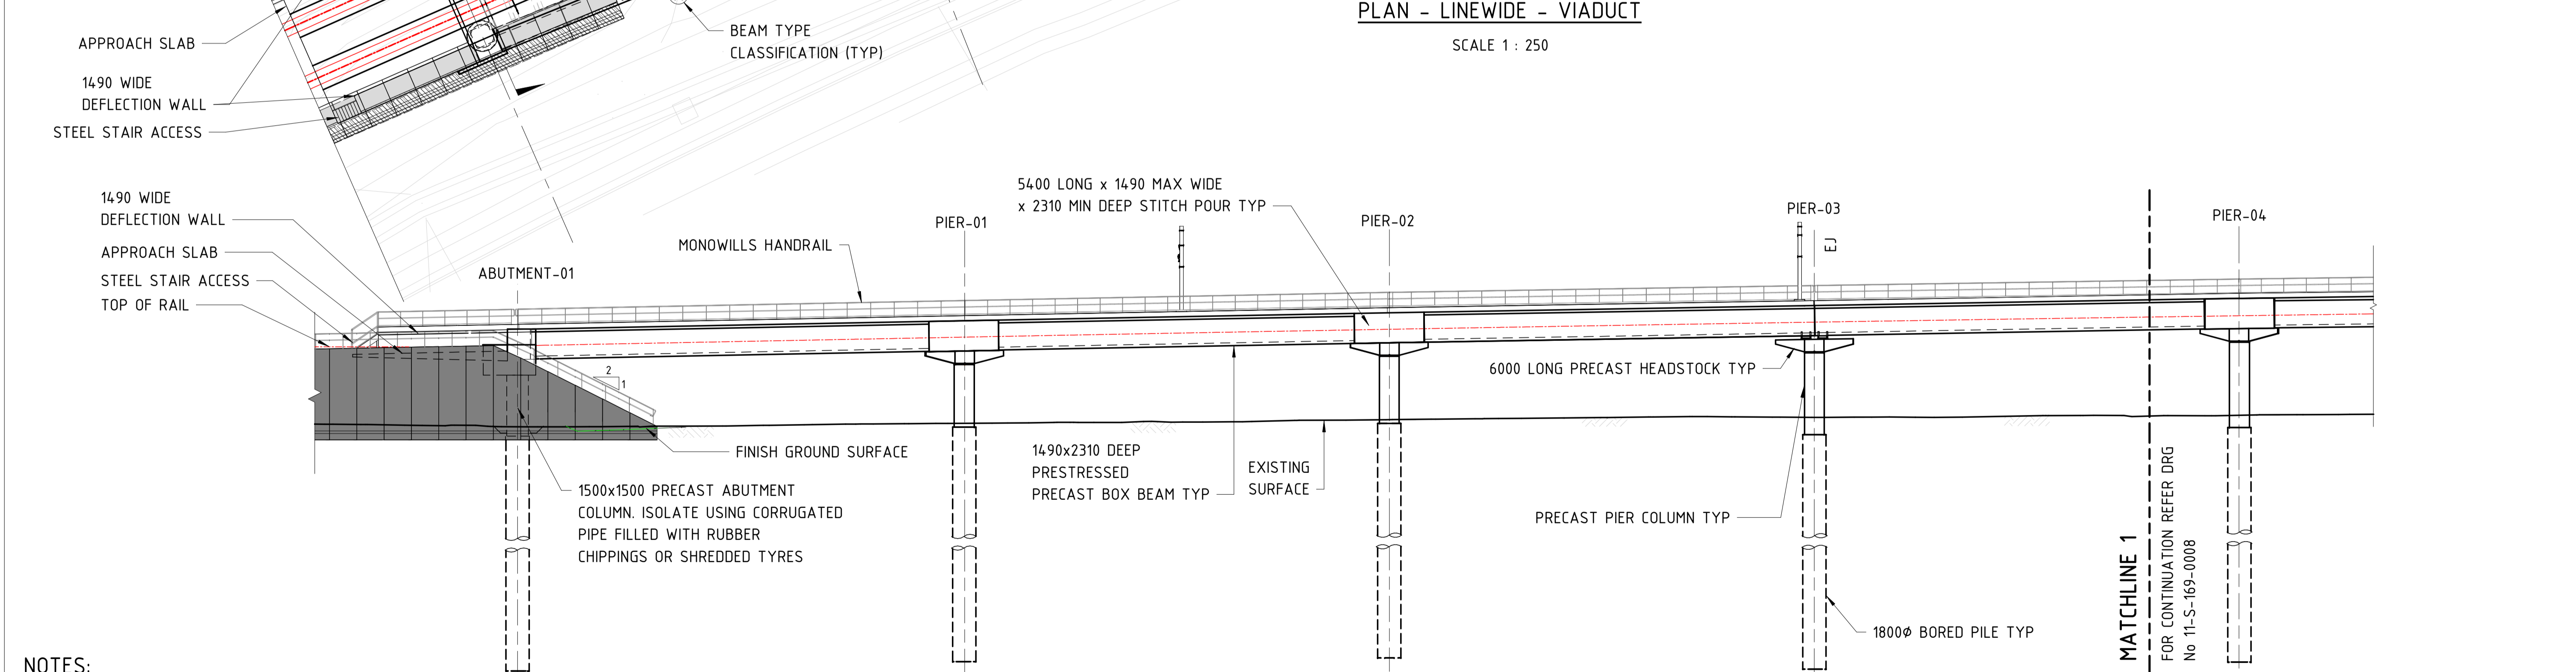 PLAN - LINEWIDE - VIADUCT
SCALE 1 : 250
APPROACH SLAB
1490 WIDE
DEFLECTION WALL
STEEL STAIR ACCESS
BEAM TYPE
CLASSIFICATION (TYP)
1490 WIDE
DEFLECTION WALL
APPROACH SLAB
STEEL STAIR ACCESS
TOP OF RAIL
ABUTMENT-01
MONOWILLS HANDRAIL
PIER-01
5400 LONG x 1490 MAX WIDE
x 2310 MIN DEEP STITCH POUR TYP
PIER-02
PIER-03
EJ
PIER-04
2
1
6000 LONG PRECAST HEADSTOCK TYP
FINISH GROUND SURFACE
1500x1500 PRECAST ABUTMENT
COLUMN. ISOLATE USING CORRUGATED
PIPE FILLED WITH RUBBER
CHIPPINGS OR SHREDDED TYRES
1490x2310 DEEP
PRESTRESSED
PRECAST BOX BEAM TYP
EXISTING
SURFACE
PRECAST PIER COLUMN TYP
1800Ø BORED PILE TYP
MATCHLINE 1
FOR CONTINUATION REFER DRG
No 11-S-169-0008
NOTES: